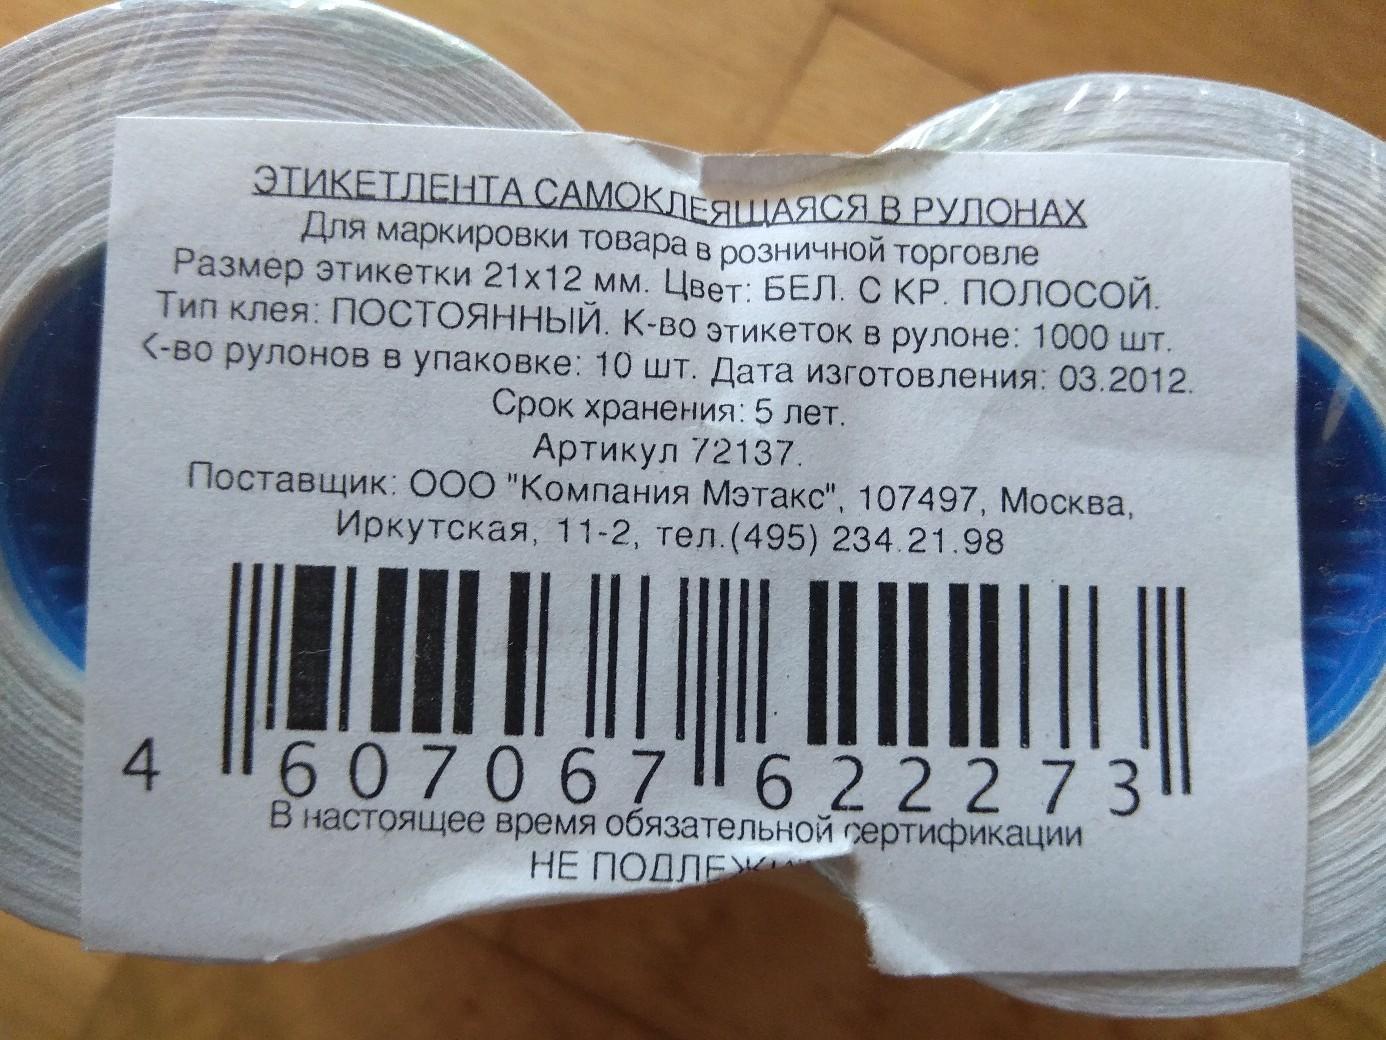 ЭТИКЕТЛЕНТА САМОКЛЕЯЩАЯСЯ В РУЛОНАХ
Для маркировки товара в розничной торговле
Размер этикетки 21х12 мм. Цвет: БЕЛ. С КР. ПОЛОСОЙ.
Тип клея: ПОСТОЯННЫЙ. К-во этикеток в рулоне: 1000 шт.
К-во рулонов в упаковке: 10 шт. Дата изготовления: 03.2012.
Срок хранения: 5 лет.
Артикул 72137.
Поставщик: ООО "Компания Мэтакс", 107497, Москва,
Иркутская, 11-2, тел.(495) 234.21.98
4 607067 622273
В настоящее время обязательной сертификации
НЕ